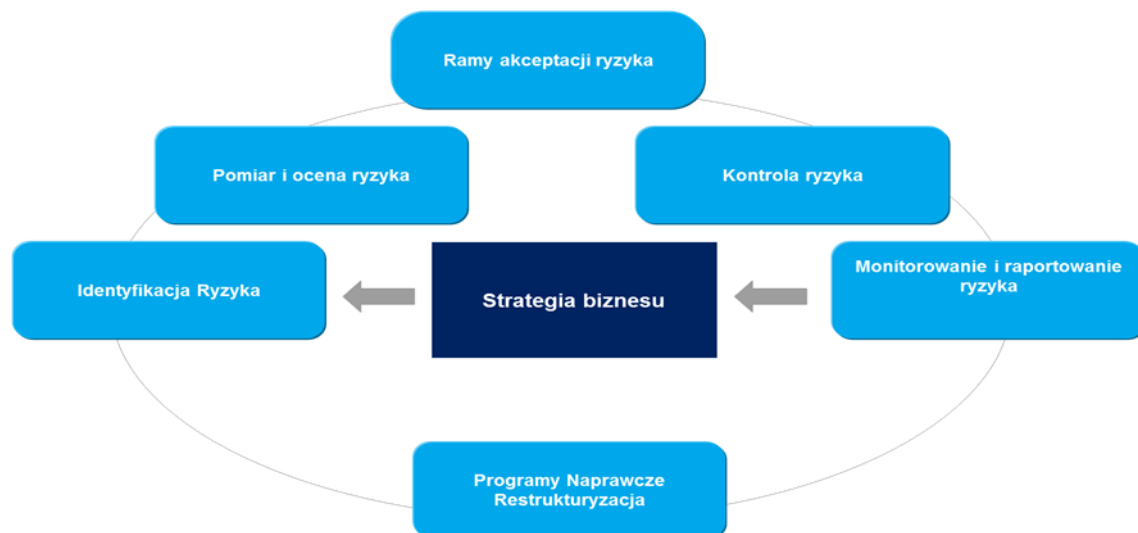 Ramy akceptacji ryzyka
Pomiar i ocena ryzyka
Kontrola ryzyka
Identyfikacja Ryzyka
Strategia biznesu
Monitorowanie i raportowanie
ryzyka
Programy Naprawcze
Restrukturyzacja